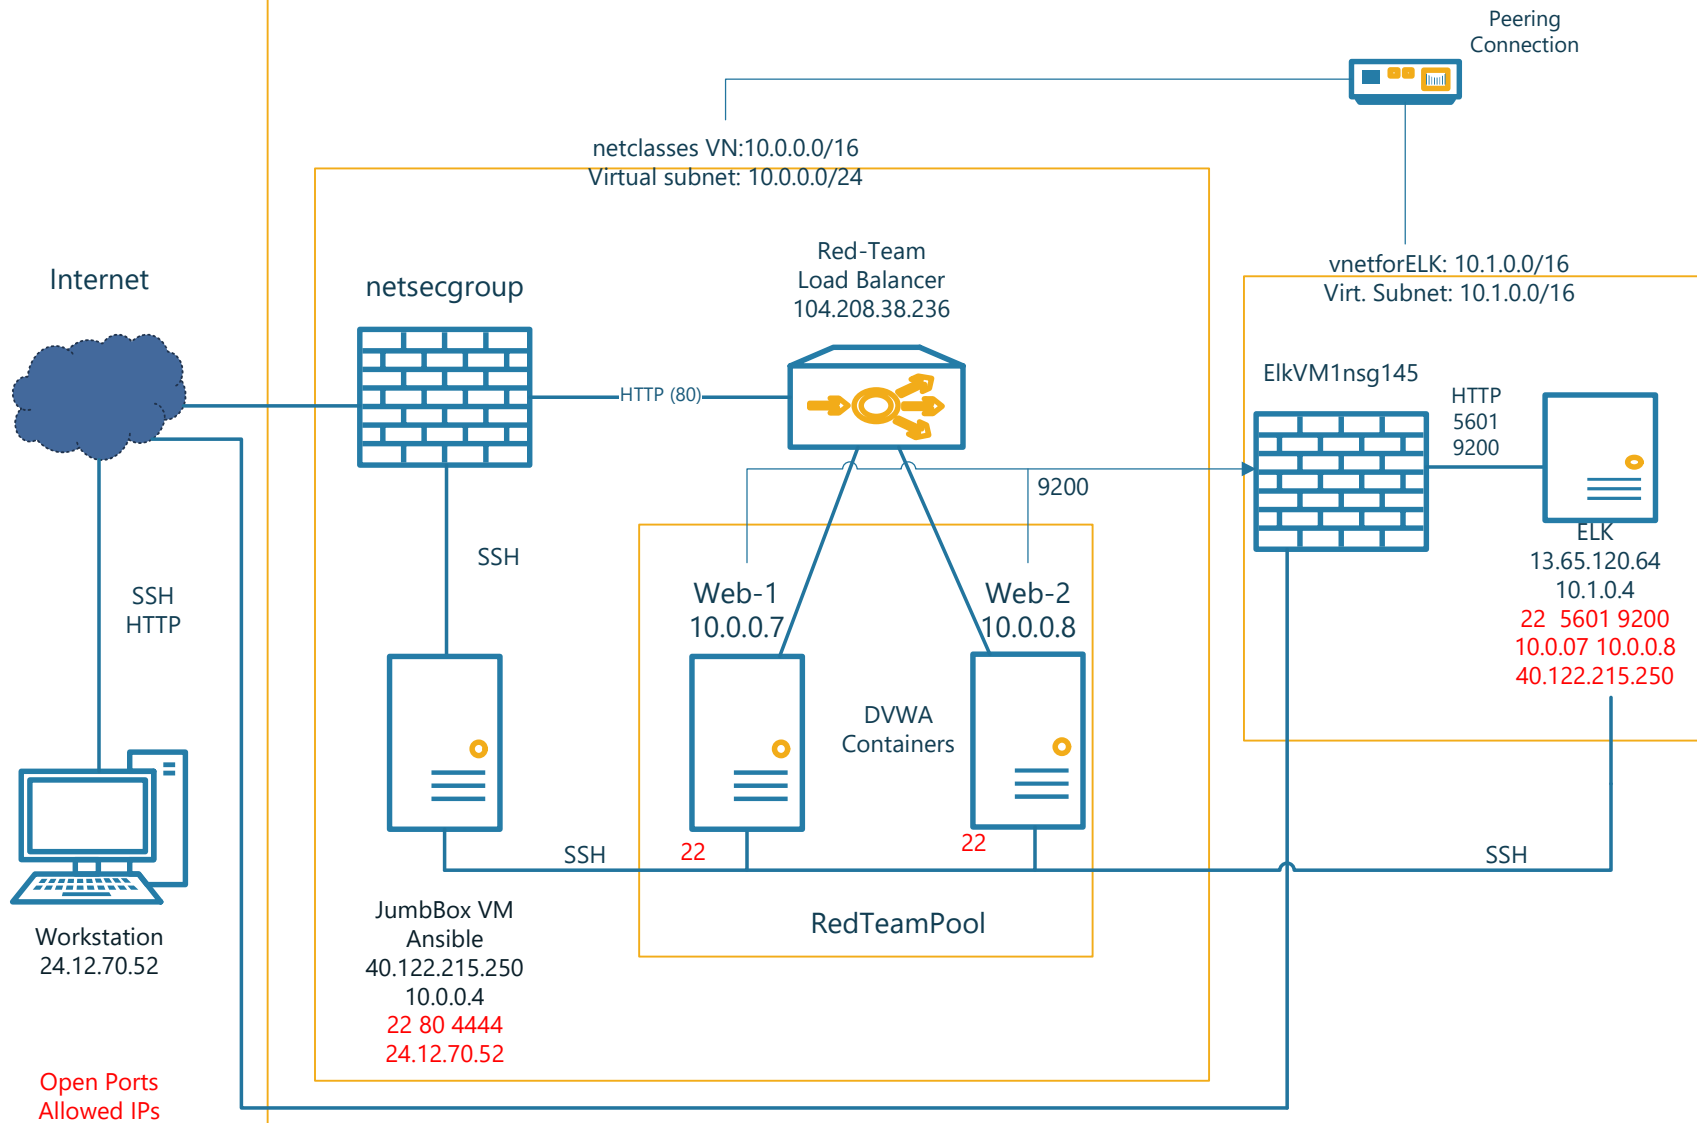 Peering
Connection
netclasses VN:10.0.0.0/16
Virtual subnet: 10.0.0.0/24
vnetforELK: 10.1.0.0/16
Virt. Subnet: 10.1.0.0/16
Internet
netsecgroup
Red-Team
Load Balancer
104.208.38.236
HTTP (80)
ElkVM1nsg145
HTTP
5601
9200
9200
SSH
SSH
HTTP
Web-1
10.0.0.7
Web-2
10.0.0.8
ELK
13.65.120.64
10.1.0.4
22  5601 9200
10.0.07 10.0.0.8
40.122.215.250
DVWA
Containers
22
22
SSH
SSH
RedTeamPool
Workstation
24.12.70.52
JumbBox VM
Ansible
40.122.215.250
10.0.0.4
22 80 4444
24.12.70.52
Open Ports
Allowed IPs